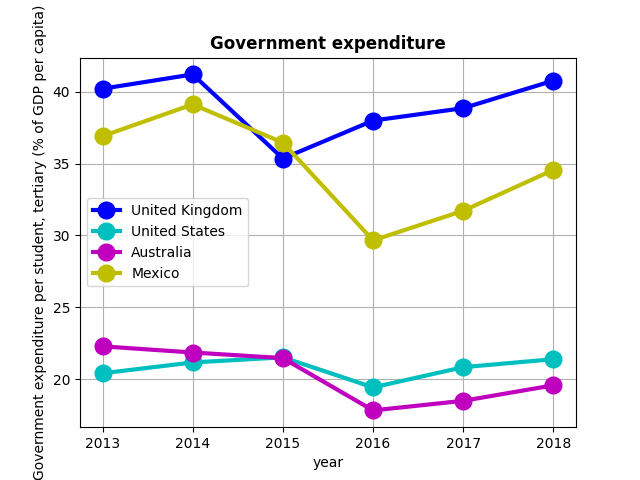 Government expenditure
Government expenditure per student, tertiary (% of GDP per capita)
40
35
30
25
20
United Kingdom
United States
Australia
Mexico
2013 2014 2015 2016 2017 2018
year